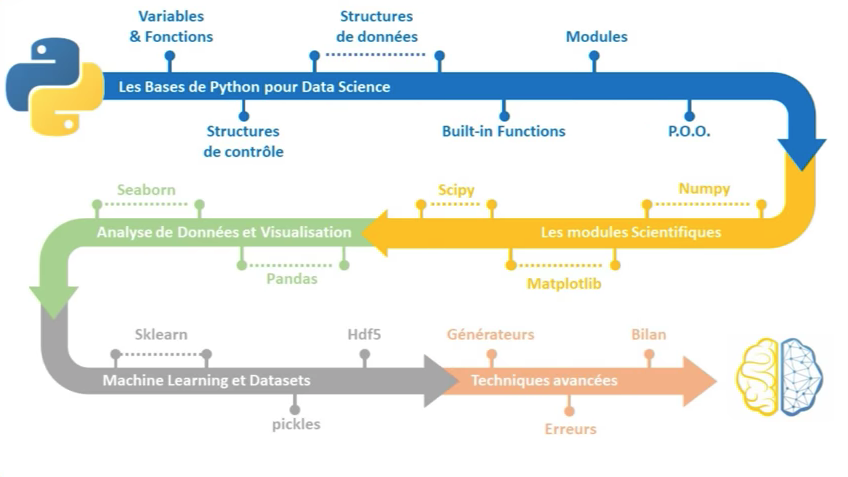 Variables
& Fonctions
Structures
de données
Modules
Les Bases de Python pour Data Science
Structures
de contrôle
Built-in Functions
P.O.O.
Seaborn
Scipy
Numpy
Analyse de Données et Visualisation
Les modules Scientifiques
Pandas
Matplotlib
Sklearn
Hdf5
Générateurs
Bilan
Machine Learning et Datasets
Techniques avancées
pickles
Erreurs